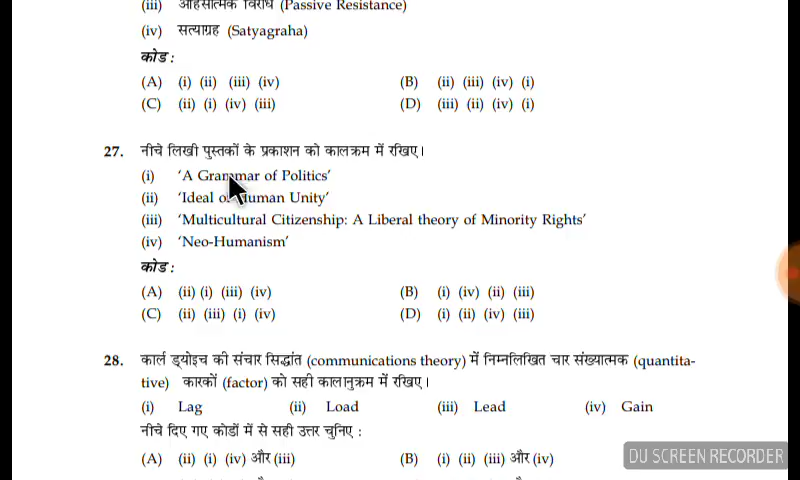 (iii) अहिंसात्मक विरोध (Passive Resistance)
(iv) सत्याग्रह (Satyagraha)
कोड :
(A) (i) (ii) (iii) (iv) (B) (ii) (iii) (iv) (i)
(C) (ii) (i) (iv) (iii) (D) (iii) (ii) (iv) (i)
27. नीचे लिखी पुस्तकों के प्रकाशन को कालक्रम में रखिए।
(i) ‘A Grammar of Politics’
(ii) ‘Ideal of Human Unity’
(iii) ‘Multicultural Citizenship: A Liberal theory of Minority Rights’
(iv) ‘Neo-Humanism’
कोड :
(A) (ii) (i) (iii) (iv) (B) (i) (iv) (ii) (iii)
(C) (ii) (iii) (i) (iv) (D) (i) (ii) (iv) (iii)
28. कार्ल ड्योइच की संचार सिद्धांत (communications theory) में निम्नलिखित चार संख्यात्मक (quantita-
tive) कारकों (factor) को सही कालानुक्रम में रखिए।
(i) Lag (ii) Load (iii) Lead (iv) Gain
नीचे दिए गए कोडों में से सही उत्तर चुनिए :
(A) (ii) (i) (iv) और (iii) (B) (i) (ii) (iii) और (iv)
DU SCREEN RECORDER